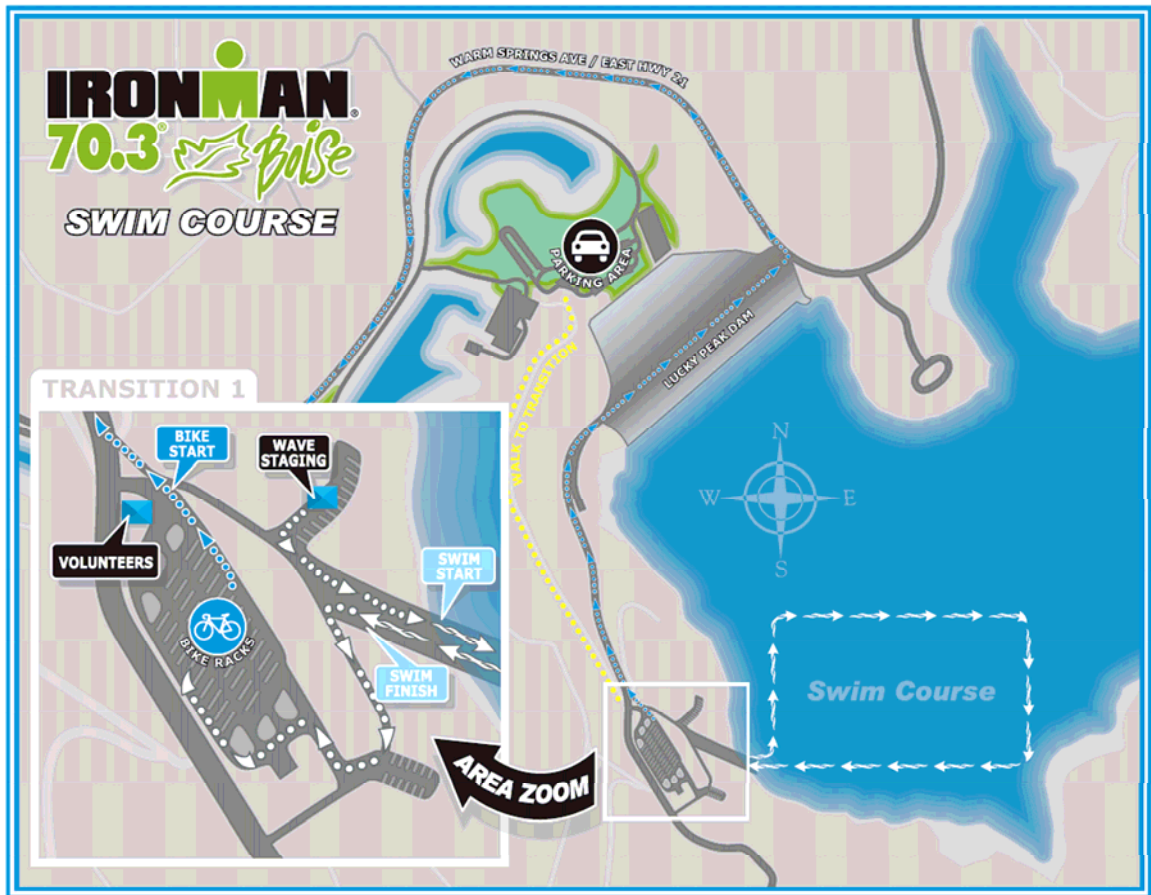 IRONMAN®
70.3® Boise
SWIM COURSE
WARM SPRINGS AVE / EAST HWY 21
PARKING AREA
LUCKY PEAK DAM
WALK TO TRANSITION
TRANSITION 1
BIKE
START
WAVE
STAGING
VOLUNTEERS
SWIM
START
BIKE RACKS
SWIM
FINISH
AREA ZOOM
N
W
E
S
Swim Course